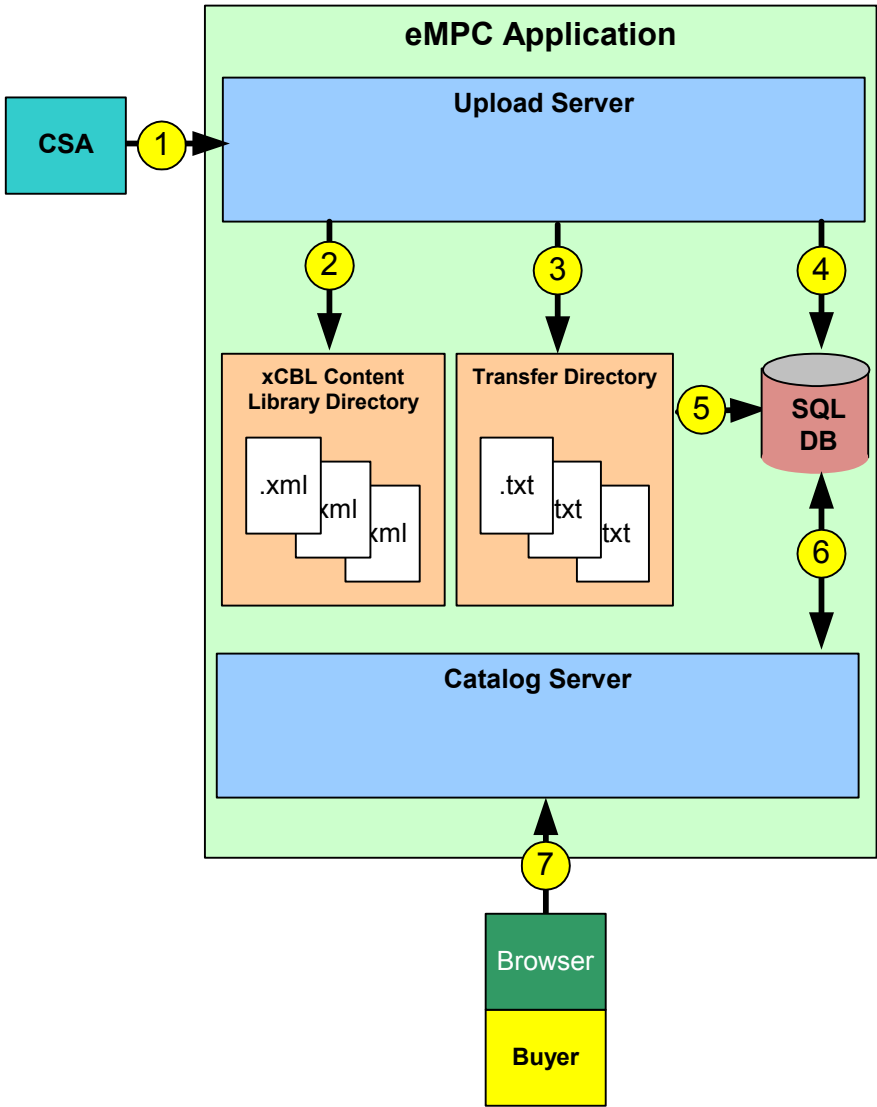 eMPC Application
Upload Server
CSA
1
2
3
4
xCBL Content
Library Directory
Transfer Directory
.xml
xml
xml
.txt
txt
txt
5
SQL
DB
6
Catalog Server
7
Browser
Buyer